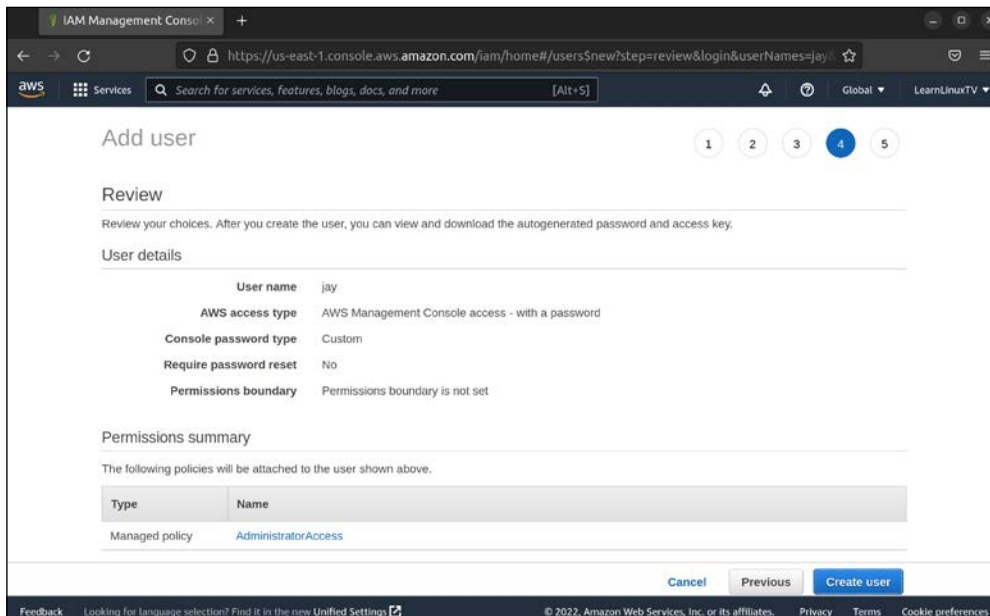 IAM Management Consol × +
https://us-east-1.console.aws.amazon.com/iam/home#/users$new?step=review&login&userNames=jay&
aws Services Search for services, features, blogs, docs, and more [Alt+S] Global LearnLinuxTV
Add user
1 2 3 4 5
Review
Review your choices. After you create the user, you can view and download the autogenerated password and access key.
User details
User name jay
AWS access type AWS Management Console access - with a password
Console password type Custom
Require password reset No
Permissions boundary Permissions boundary is not set
Permissions summary
The following policies will be attached to the user shown above.
Type Name
Managed policy AdministratorAccess
Cancel Previous Create user
Feedback Looking for language selection? Find it in the new Unified Settings © 2022, Amazon Web Services, Inc. or its affiliates. Privacy Terms Cookie preferences